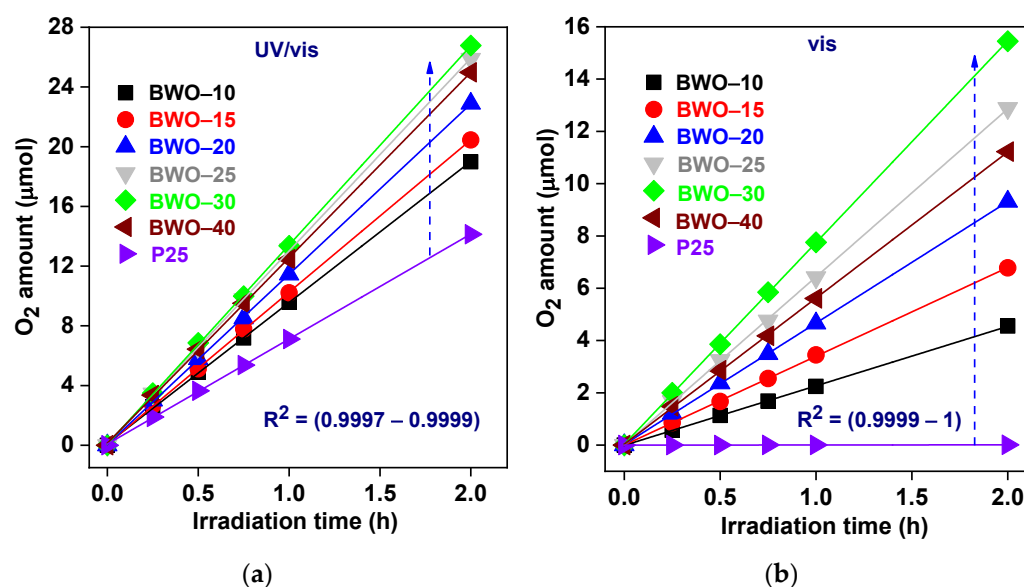 UV/vis
BWO–10
BWO–15
BWO–20
BWO–25
BWO–30
BWO–40
P25
R² = (0.9997 – 0.9999)
O₂ amount (μmol)
28
24
20
16
12
8
4
0
0.0 0.5 1.0 1.5 2.0
Irradiation time (h)
(a)
vis
BWO–10
BWO–15
BWO–20
BWO–25
BWO–30
BWO–40
P25
R² = (0.9999 – 1)
O₂ amount (μmol)
16
14
12
10
8
6
4
2
0
0.0 0.5 1.0 1.5 2.0
Irradiation time (h)
(b)